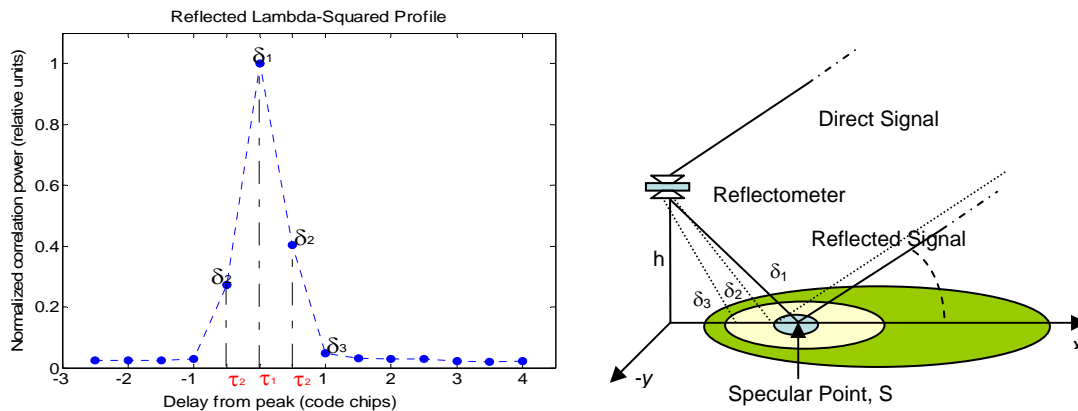 Reflected Lambda-Squared Profile
Normalized correlation power (relative units)
1
0.8
0.6
0.4
0.2
0
δ1
δ2
δ2
δ3
-3
-1
0
1
2
3
4
τ2
τ1
τ2
Delay from peak (code chips)
Direct Signal
Reflectometer
Reflected Signal
h
δ1
δ2
δ3
-y
Specular Point, S